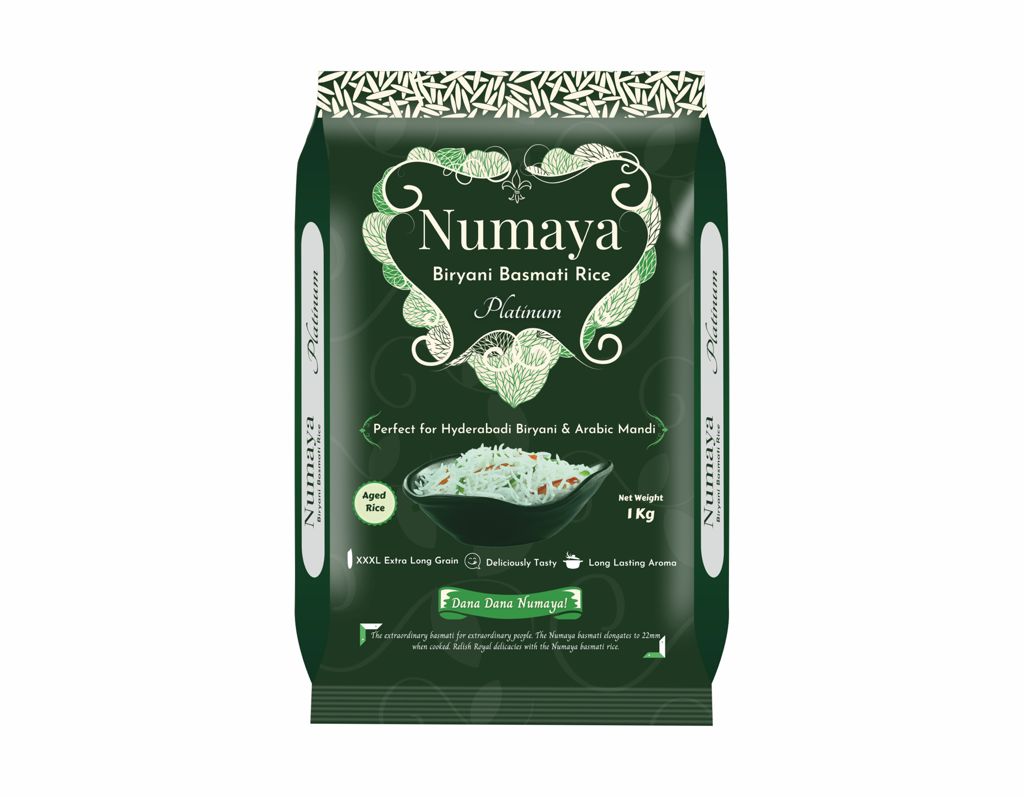 Numaya
Biryani Basmati Rice
Platinum
Perfect for Hyderabadi Biryani & Arabic Mandi
Aged
Rice
Net Weight
1 Kg
XXXL Extra Long Grain
Deliciously Tasty
Long Lasting Aroma
Dana Dana Numaya!
The extraordinary basmati for extraordinary people. The Numaya basmati elongates to 22mm
when cooked. Relish Royal delicacies with the Numaya basmati rice.
Numaya
Biryani Basmati Rice
Platinum
Numaya
Biryani Basmati Rice
Platinum